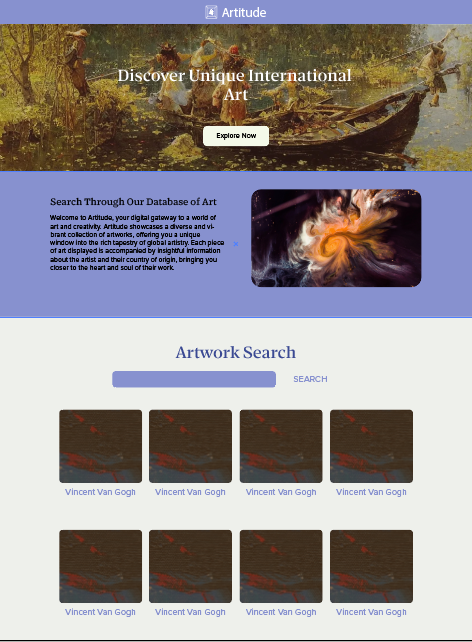 Artitude
Discover Unique International
Art
Explore Now
Search Through Our Database of Art
Welcome to Artitude, your digital gateway to a world of
art and creativity. Artitude showcases a diverse and vi-
brant collection of artworks, offering you a unique
window into the rich tapestry of global artistry. Each piece
of art displayed is accompanied by insightful information
about the artist and their country of origin, bringing you
closer to the heart and soul of their work.
Artwork Search
SEARCH
Vincent Van Gogh Vincent Van Gogh Vincent Van Gogh Vincent Van Gogh
Vincent Van Gogh Vincent Van Gogh Vincent Van Gogh Vincent Van Gogh